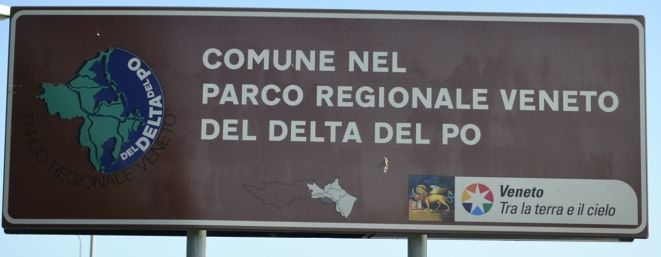 COMUNE NEL
PARCO REGIONALE VENETO
DEL DELTA DEL PO
PARCO REGIONALE VENETO
DEL DELTA DEL PO
Veneto
Tra la terra e il cielo